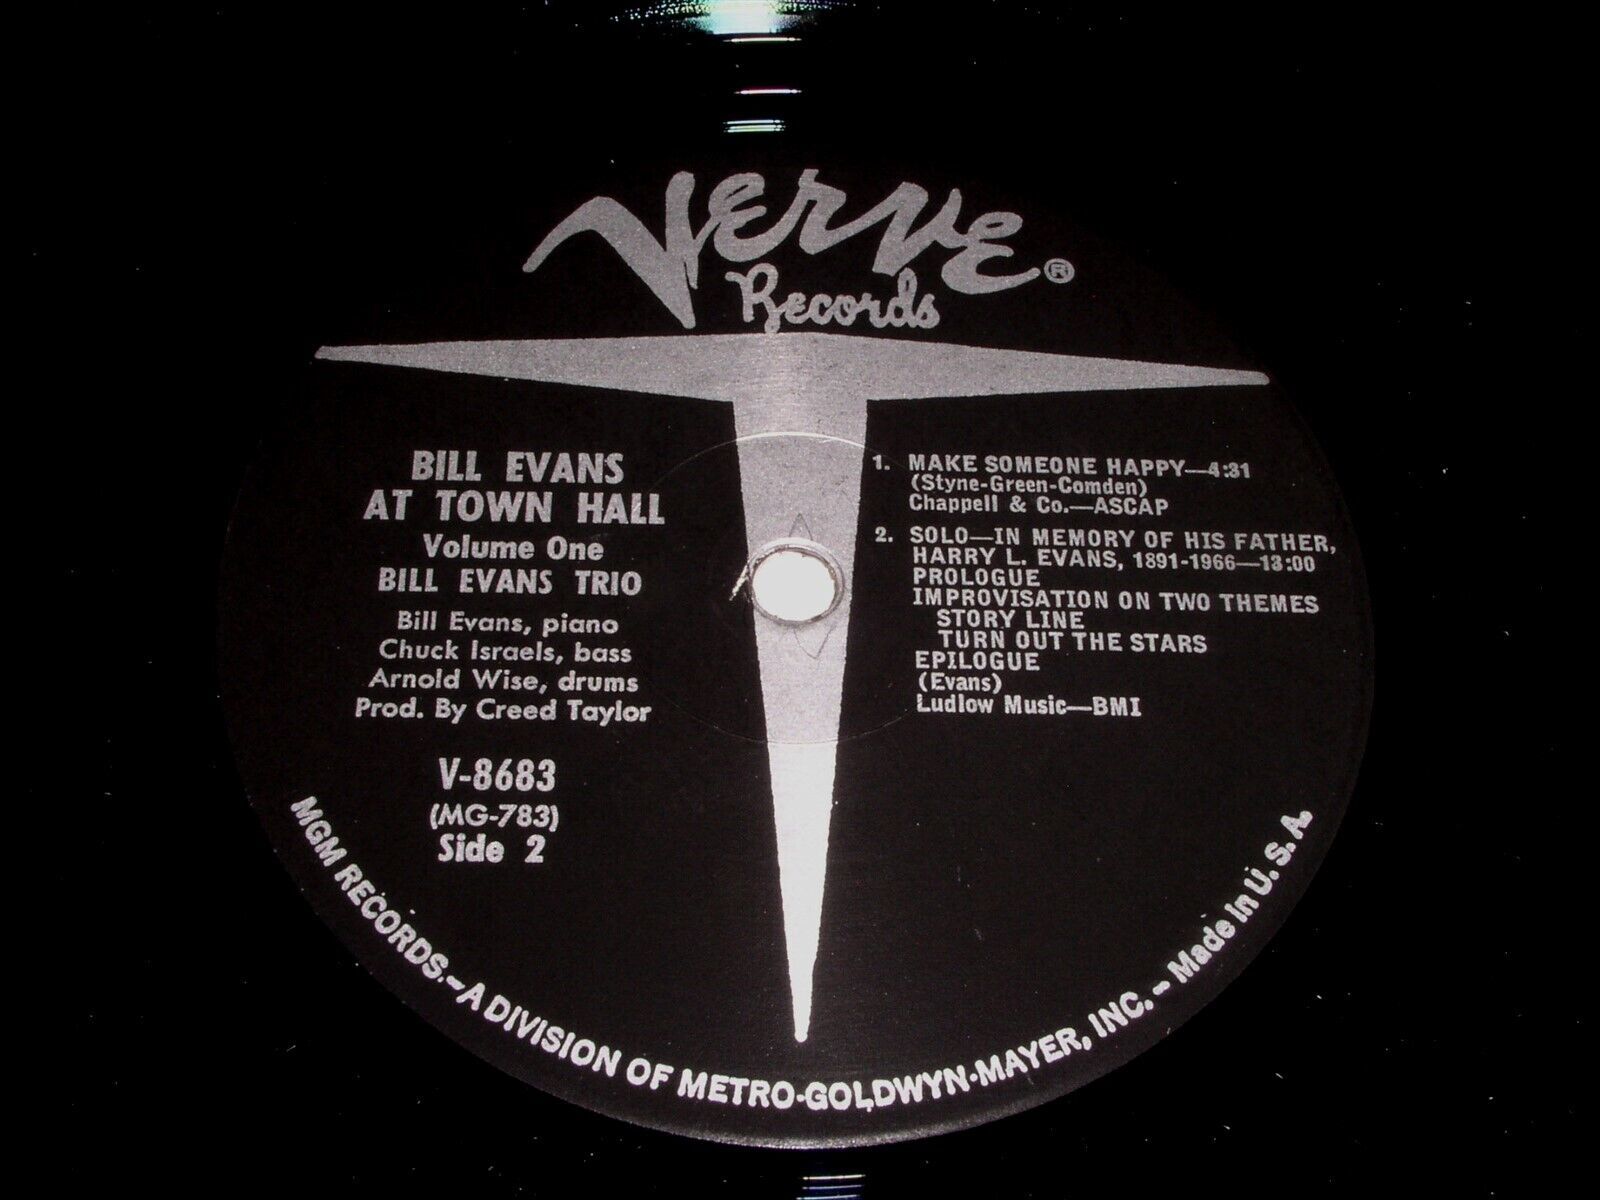 VERVE®
Records
BILL EVANS
AT TOWN HALL
Volume One
BILL EVANS TRIO
Bill Evans, piano
Chuck Israels, bass
Arnold Wise, drums
Prod. By Creed Taylor
V-8683
(MG-783)
Side 2
1. MAKE SOMEONE HAPPY—4:31
(Styne-Green-Comden)
Chappell & Co.—ASCAP
2. SOLO—IN MEMORY OF HIS FATHER,
HARRY L. EVANS, 1891-1966—13:00
PROLOGUE
IMPROVISATION ON TWO THEMES
STORY LINE
TURN OUT THE STARS
EPILOGUE
(Evans)
Ludlow Music—BMI
MGM RECORDS.–A DIVISION OF METRO-GOLDWYN-MAYER, INC. – Made In U.S.A.